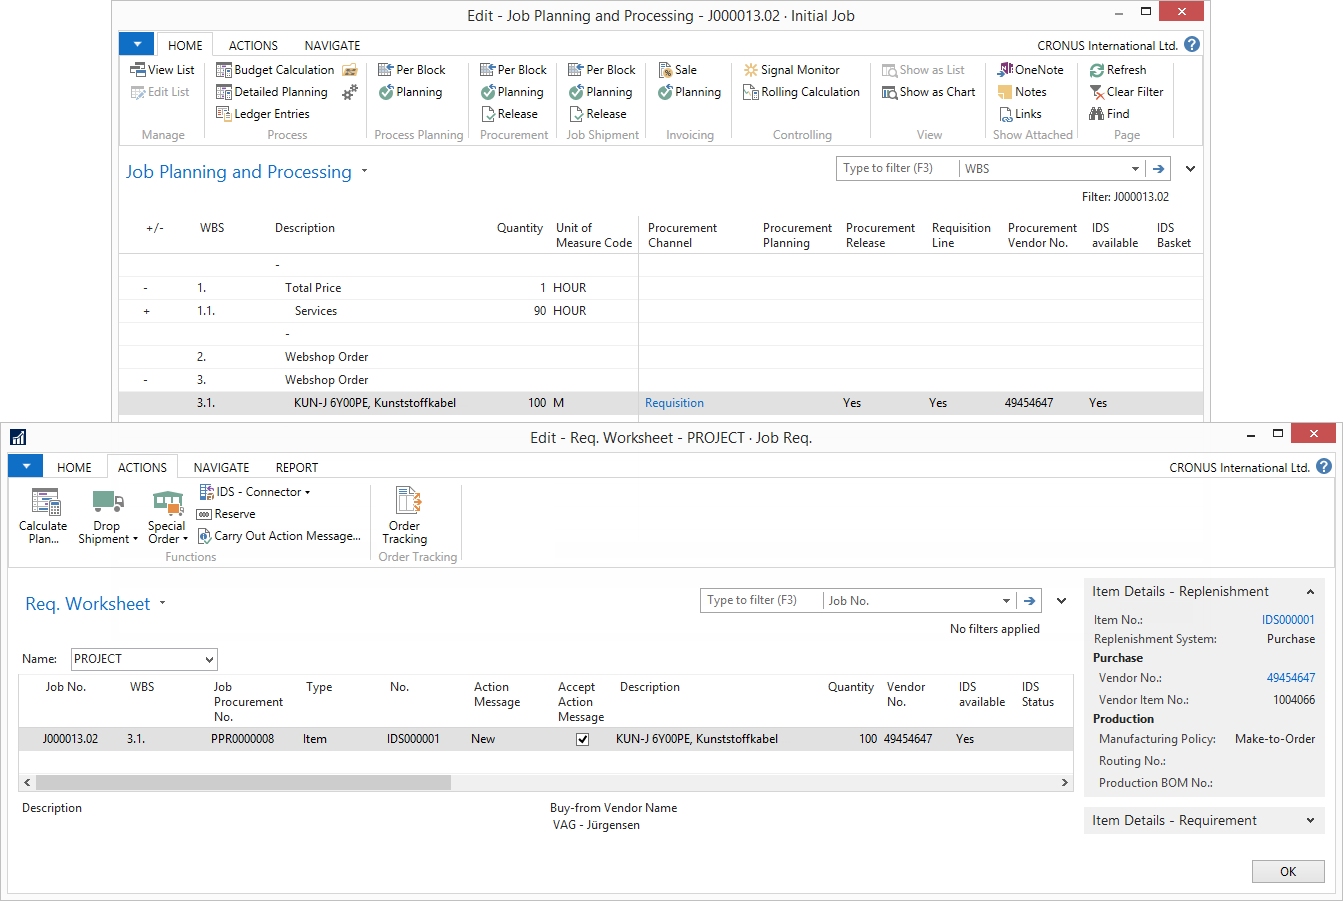 Edit - Job Planning and Processing - J000013.02 · Initial Job
HOME ACTIONS NAVIGATE CRONUS International Ltd. ?
View List Budget Calculation Per Block Per Block Per Block Sale Signal Monitor Show as List OneNote Refresh
Edit List Detailed Planning Planning Planning Planning Planning Rolling Calculation Show as Chart Notes Clear Filter
Ledger Entries Release Release Links Find
Manage Process Process Planning Procurement Job Shipment Invoicing Controlling View Show Attached Page
Job Planning and Processing Type to filter (F3) WBS
Filter: J000013.02
+/- WBS Description Quantity Unit of Measure Code Procurement Channel Procurement Planning Procurement Release Requisition Line Procurement Vendor No. IDS available IDS Basket
-
- 1. Total Price 1 HOUR
+ 1.1. Services 90 HOUR
-
2. Webshop Order
- 3. Webshop Order
3.1. KUN-J 6Y00PE, Kunststoffkabel 100 M Requisition Yes Yes 49454647 Yes
Edit - Req. Worksheet - PROJECT · Job Req.
HOME ACTIONS NAVIGATE REPORT CRONUS International Ltd. ?
Calculate Plan... Drop Shipment Special Order IDS - Connector Order Tracking
Reserve
Carry Out Action Message...
Functions Order Tracking
Req. Worksheet Type to filter (F3) Job No.
No filters applied
Name: PROJECT
Job No. WBS Job Procurement No. Type No. Action Message Accept Action Message Description Quantity Vendor No. IDS available IDS Status
J000013.02 3.1. PPR0000008 Item IDS000001 New KUN-J 6Y00PE, Kunststoffkabel 100 49454647 Yes
Description Buy-from Vendor Name
VAG - Jürgensen
Item Details - Replenishment
Item No.: IDS000001
Replenishment System: Purchase
Purchase
Vendor No.: 49454647
Vendor Item No.: 1004066
Production
Manufacturing Policy: Make-to-Order
Routing No.:
Production BOM No.:
Item Details - Requirement
OK